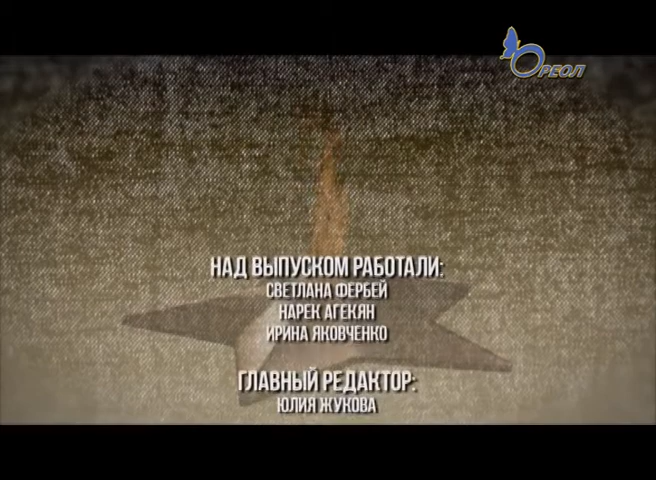 ОРЕОЛ
НАД ВЫПУСКОМ РАБОТАЛИ:
СВЕТЛАНА ФЕРБЕЙ
НАРЕК АГЕКЯН
ИРИНА ЯКОВЧЕНКО
ГЛАВНЫЙ РЕДАКТОР:
ЮЛИЯ ЖУКОВА